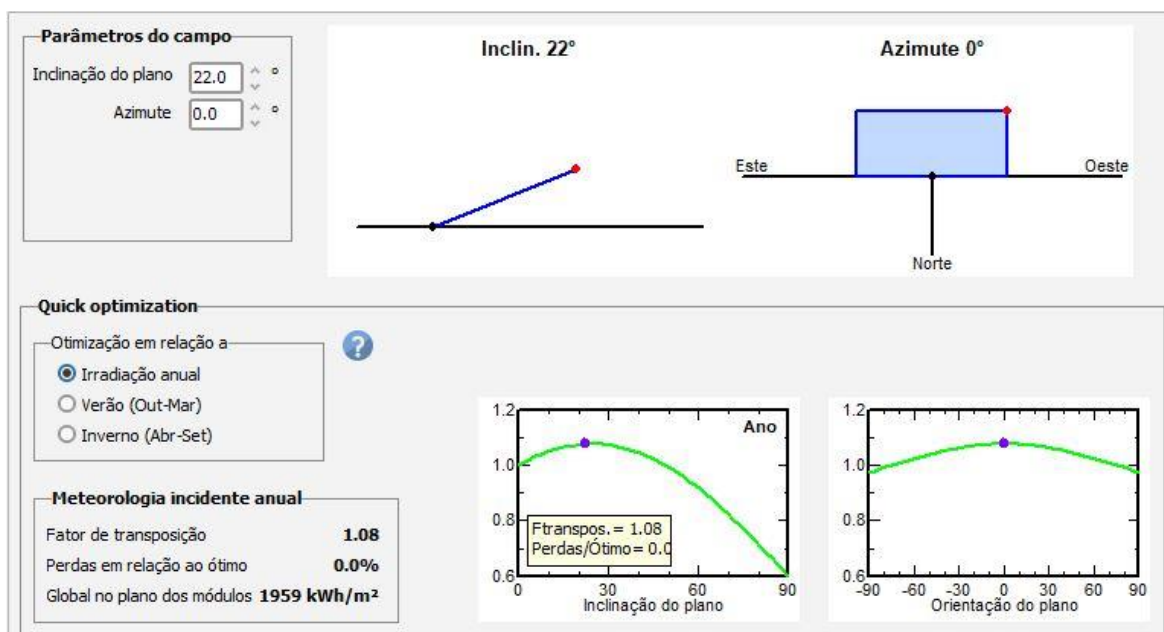 Parâmetros do campo
Inclinação do plano 22.0 °
Azimute 0.0 °
Inclin. 22°
Azimute 0°
Este
Oeste
Norte
Quick optimization
Otimização em relação a
?
Irradiação anual
Verão (Out-Mar)
Inverno (Abr-Set)
Meteorologia incidente anual
Fator de transposição 1.08
Perdas em relação ao ótimo 0.0%
Global no plano dos módulos 1959 kWh/m²
1.2
1.0
0.8
0.6
Ano
Ftranspos.= 1.08
Perdas/Ótimo= 0.0
0 30 60 90
Inclinação do plano
1.2
1.0
0.8
0.6
-90 -60 -30 0 30 60 90
Orientação do plano